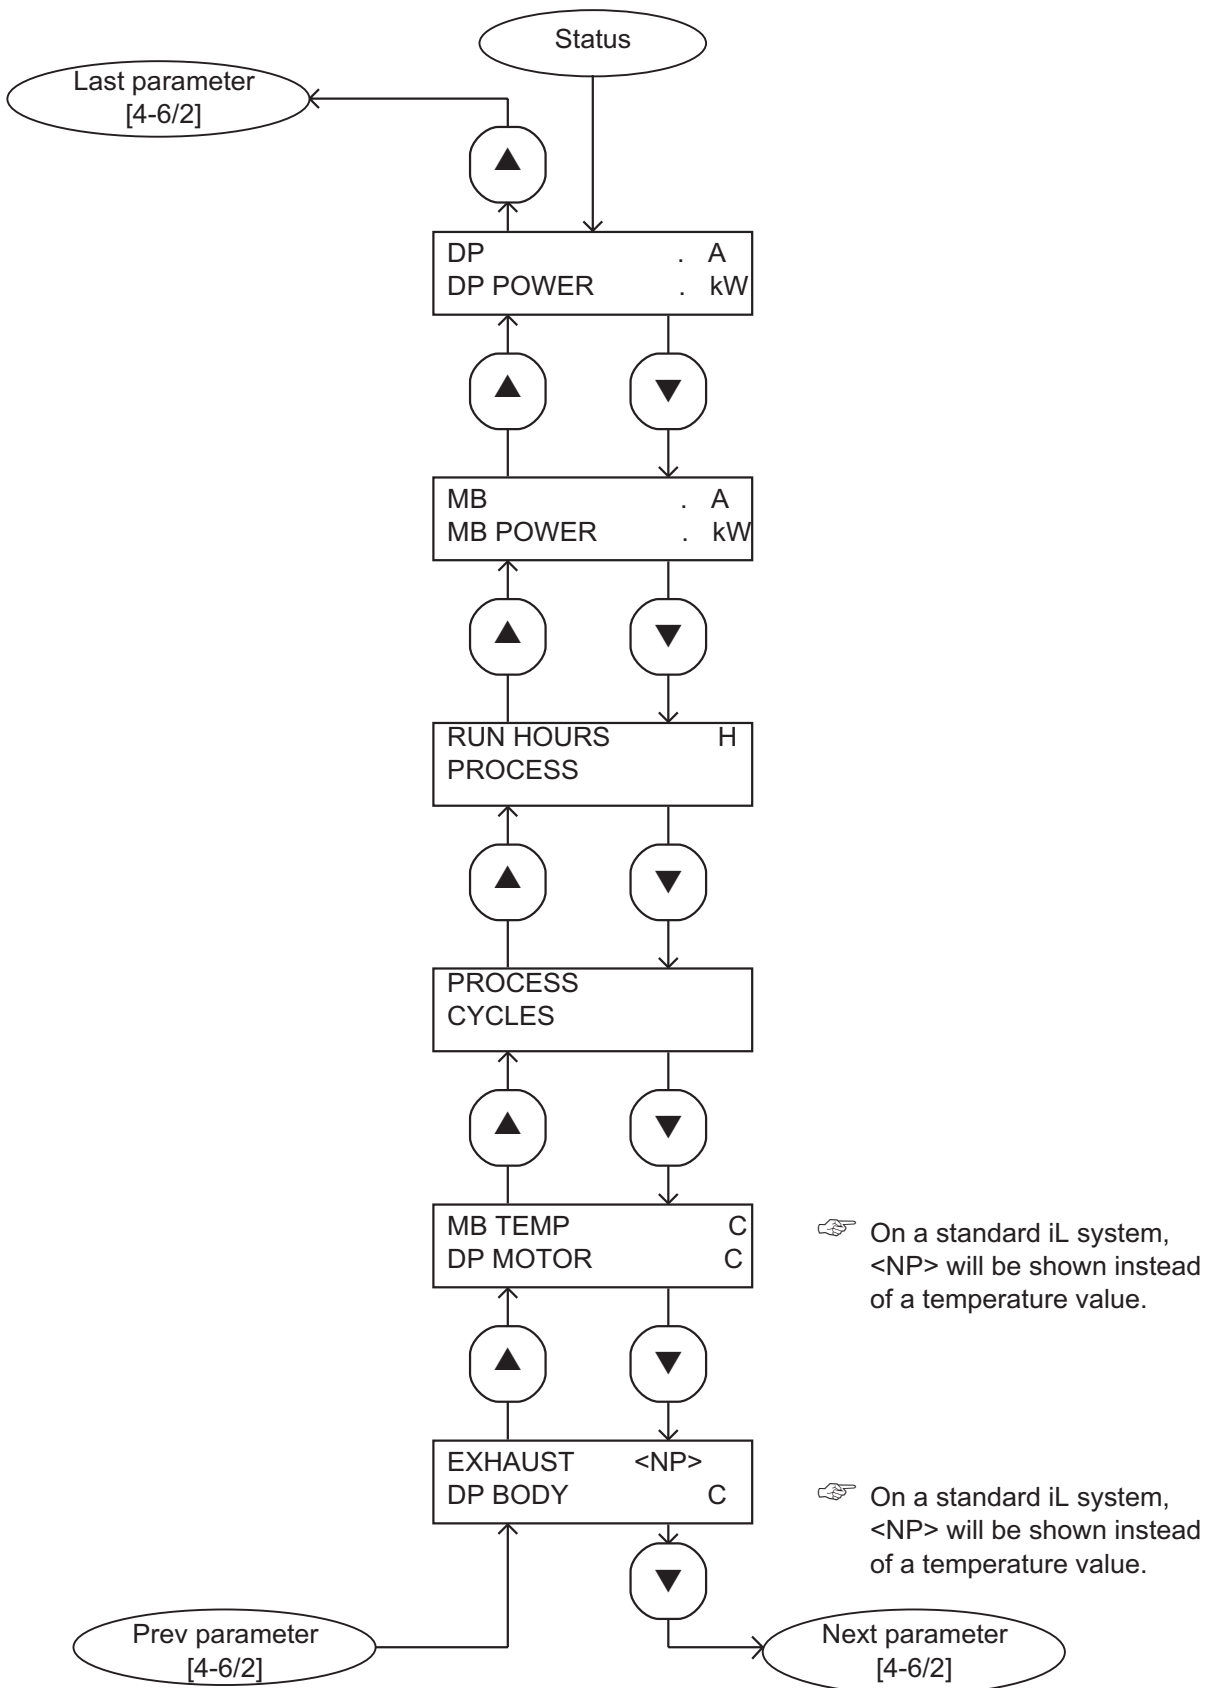 Status
Last parameter
[4-6/2]
DP . A
DP POWER . kW
MB . A
MB POWER . kW
RUN HOURS H
PROCESS
PROCESS
CYCLES
MB TEMP C
DP MOTOR C
☞ On a standard iL system,
<NP> will be shown instead
of a temperature value.
EXHAUST <NP>
DP BODY C
☞ On a standard iL system,
<NP> will be shown instead
of a temperature value.
Prev parameter
[4-6/2]
Next parameter
[4-6/2]